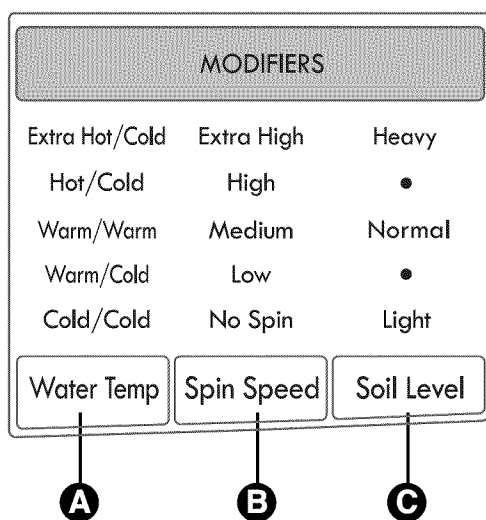 MODIFIERS
Extra Hot/Cold Extra High Heavy
Hot/Cold High •
Warm/Warm Medium Normal
Warm/Cold Low •
Cold/Cold No Spin Light
Water Temp Spin Speed Soil Level
A B C